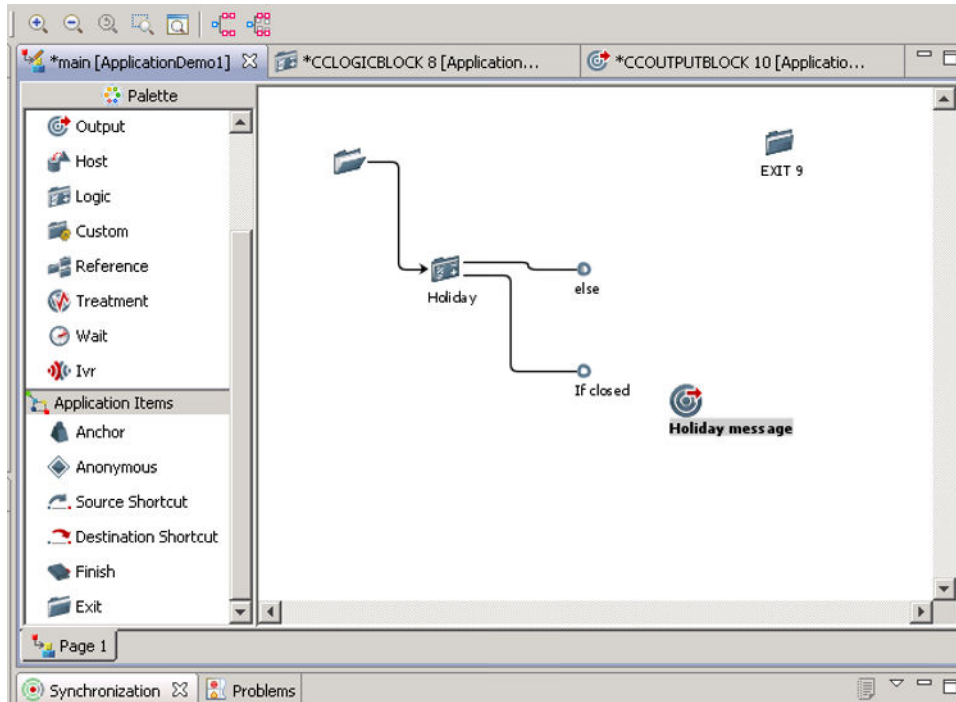 *main [ApplicationDemo1]
*CCLOGICBLOCK 8 [Application...
*CCOUTPUTBLOCK 10 [Applicatio...
Palette
Output
Host
Logic
Custom
Reference
Treatment
Wait
Ivr
Application Items
Anchor
Anonymous
Source Shortcut
Destination Shortcut
Finish
Exit
EXIT 9
Holiday
else
If closed
Holiday message
Page 1
Synchronization
Problems